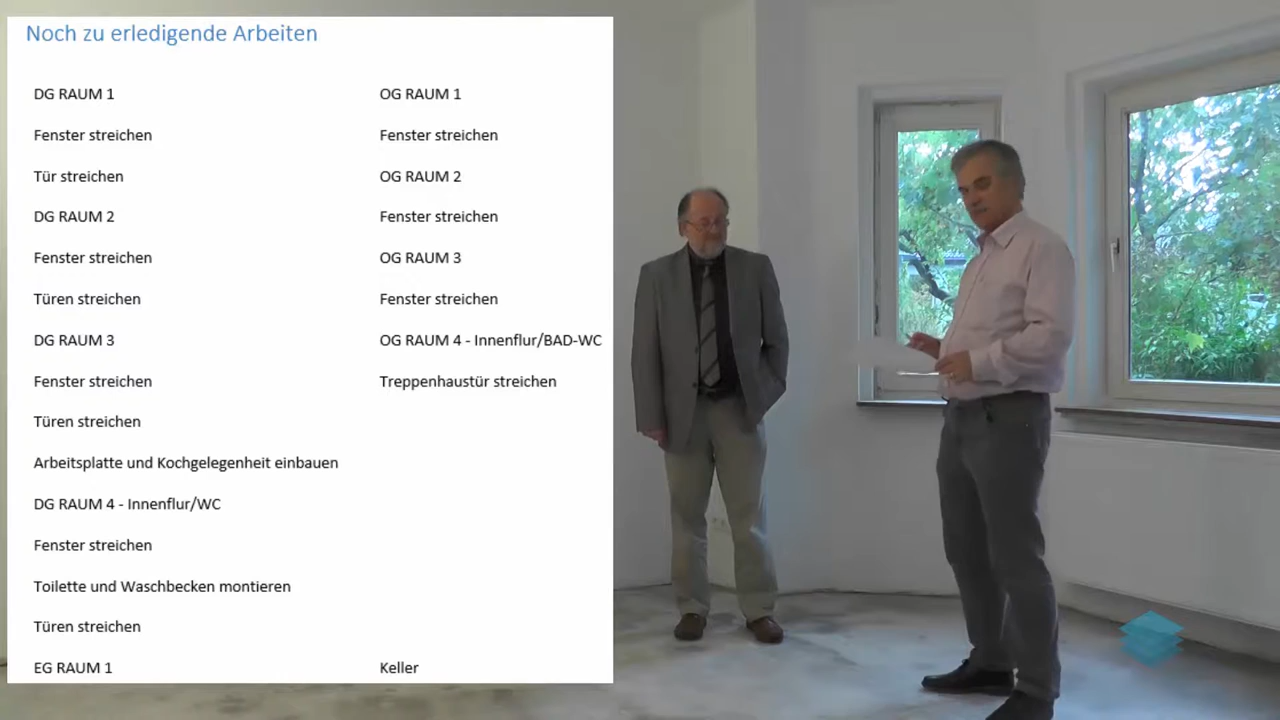 Noch zu erledigende Arbeiten
DG RAUM 1
Fenster streichen
Tür streichen
DG RAUM 2
Fenster streichen
Türen streichen
DG RAUM 3
Fenster streichen
Türen streichen
Arbeitsplatte und Kochgelegenheit einbauen
DG RAUM 4 - Innenflur/WC
Fenster streichen
Toilette und Waschbecken montieren
Türen streichen
EG RAUM 1
OG RAUM 1
Fenster streichen
OG RAUM 2
Fenster streichen
OG RAUM 3
Fenster streichen
OG RAUM 4 - Innenflur/BAD-WC
Treppenhaustür streichen
Keller